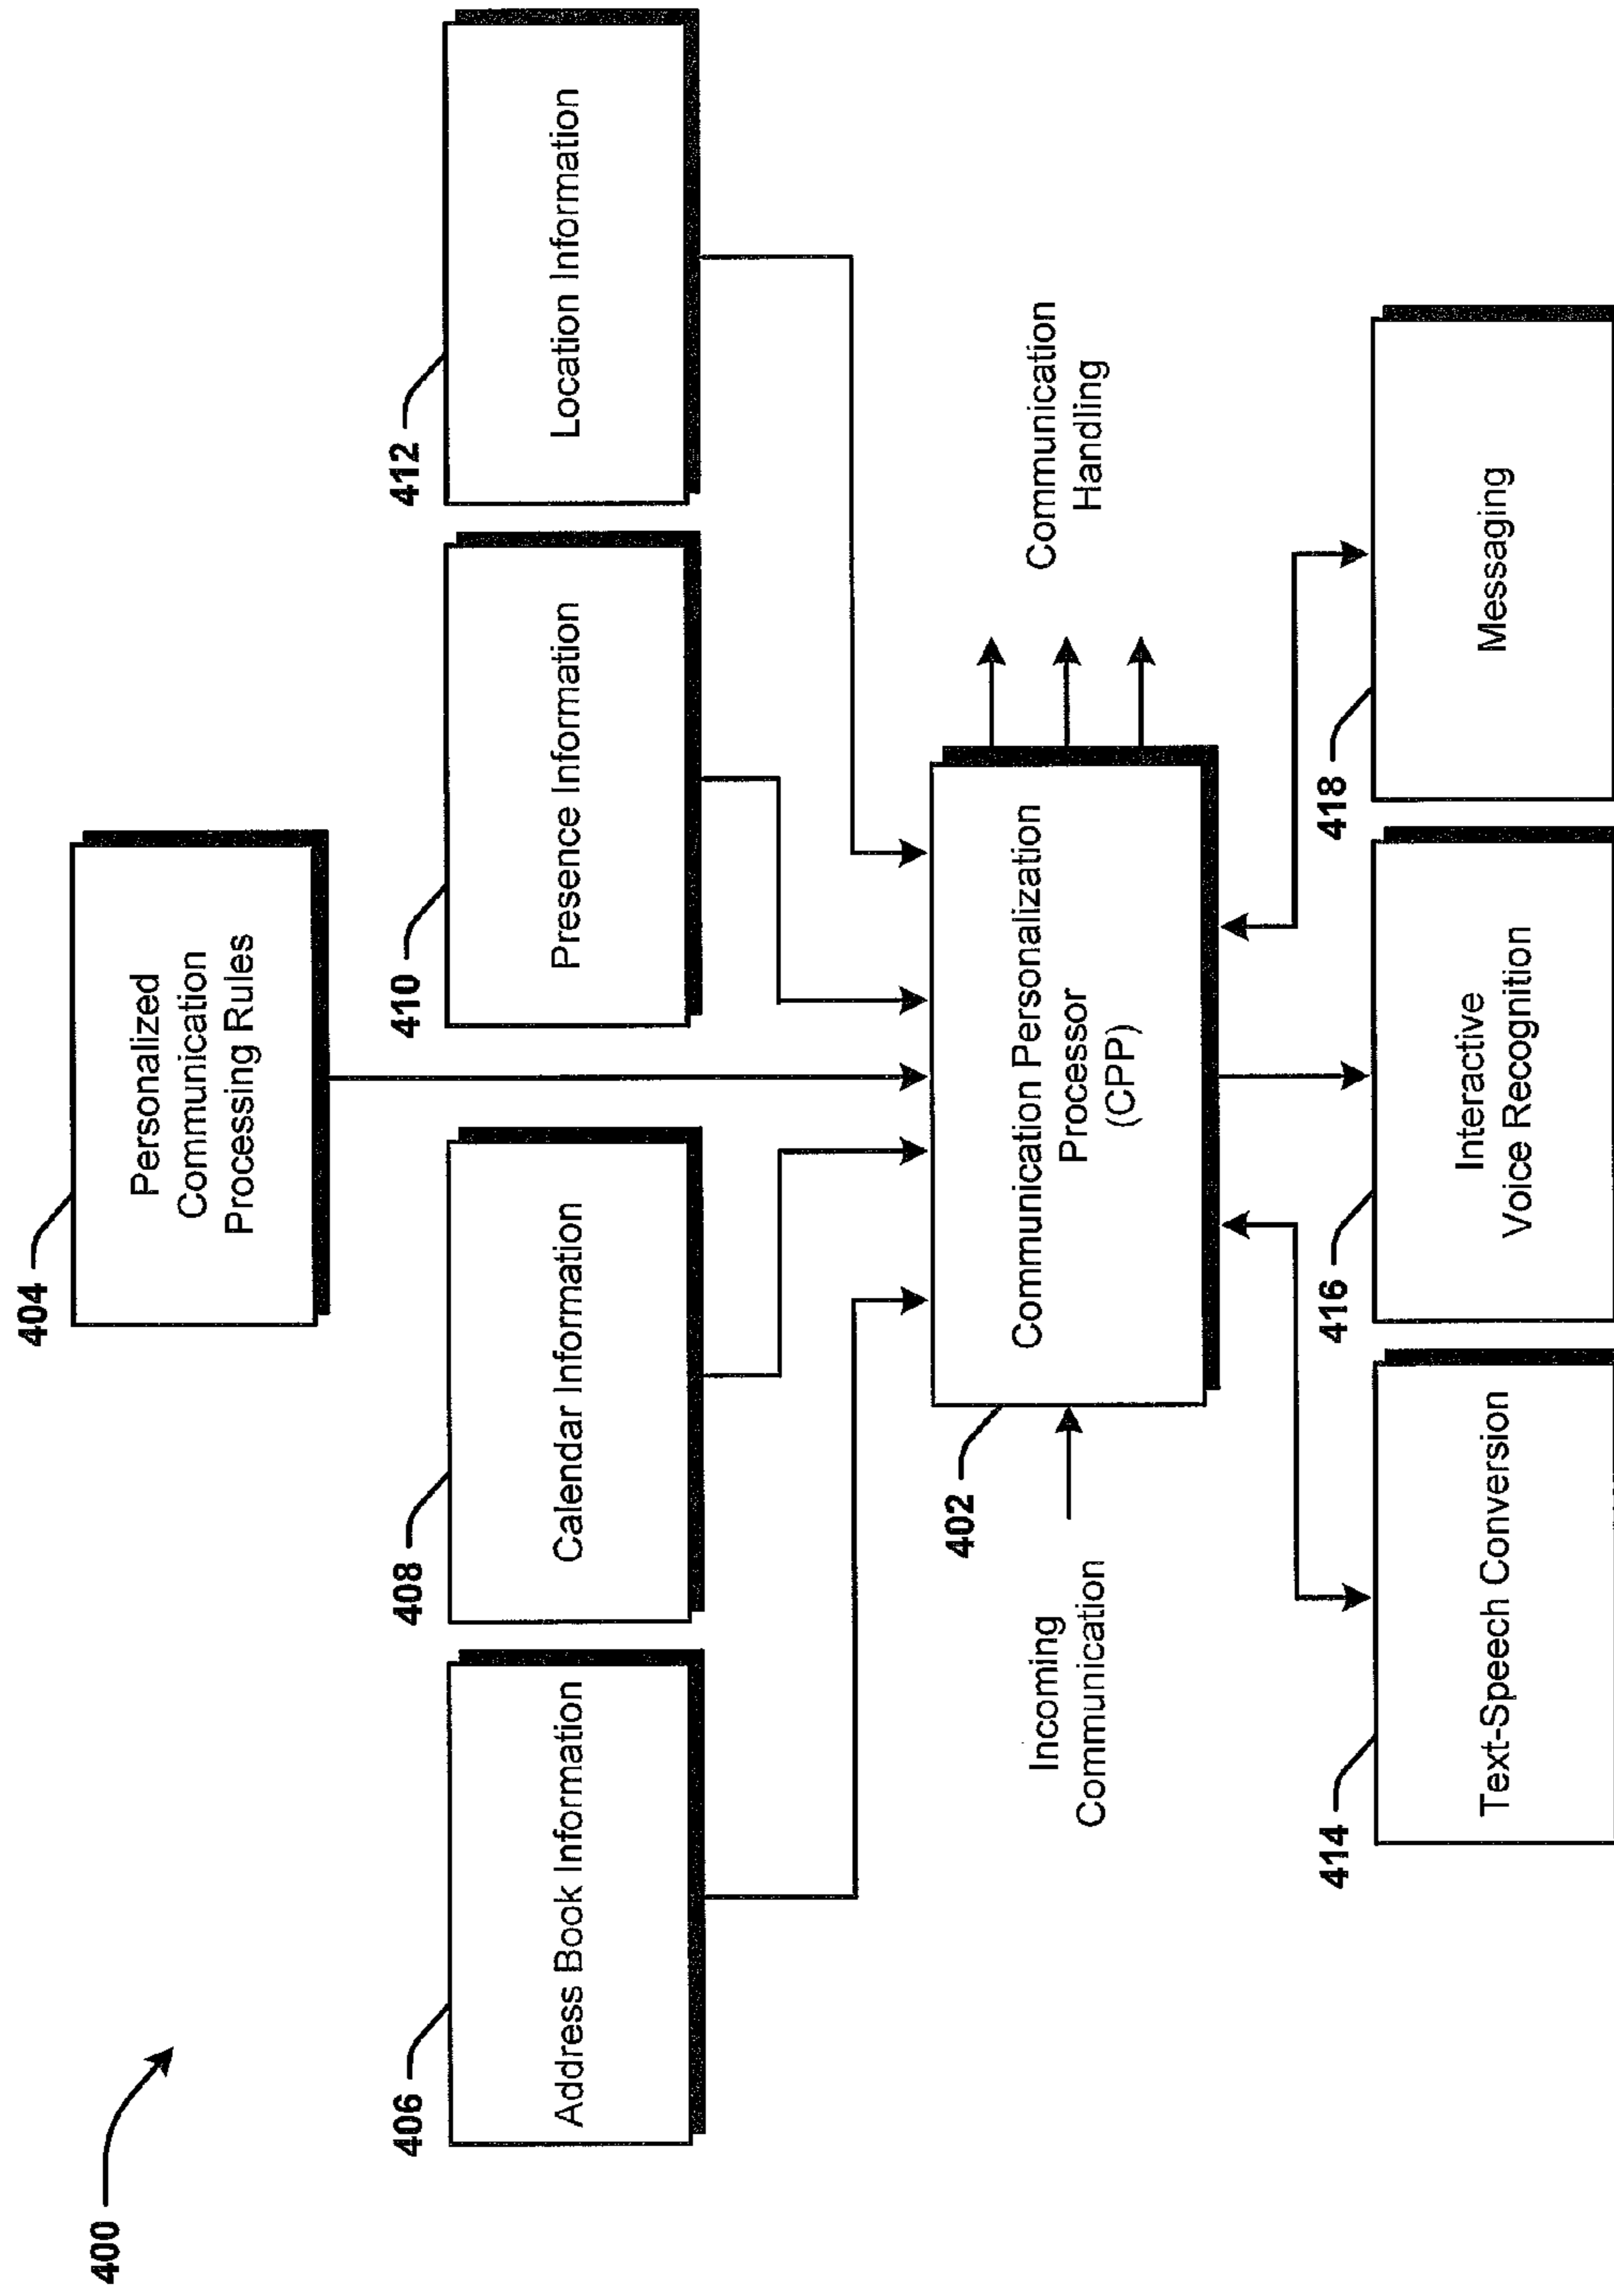 400
404
Personalized
Communication
Processing Rules
406
Address Book Information
408
Calendar Information
410
Presence Information
412
Location Information
Incoming
Communication
402
Communication Personalization
Processor
(CPP)
Communication
Handling
414
Text-Speech Conversion
416
Interactive
Voice Recognition
418
Messaging